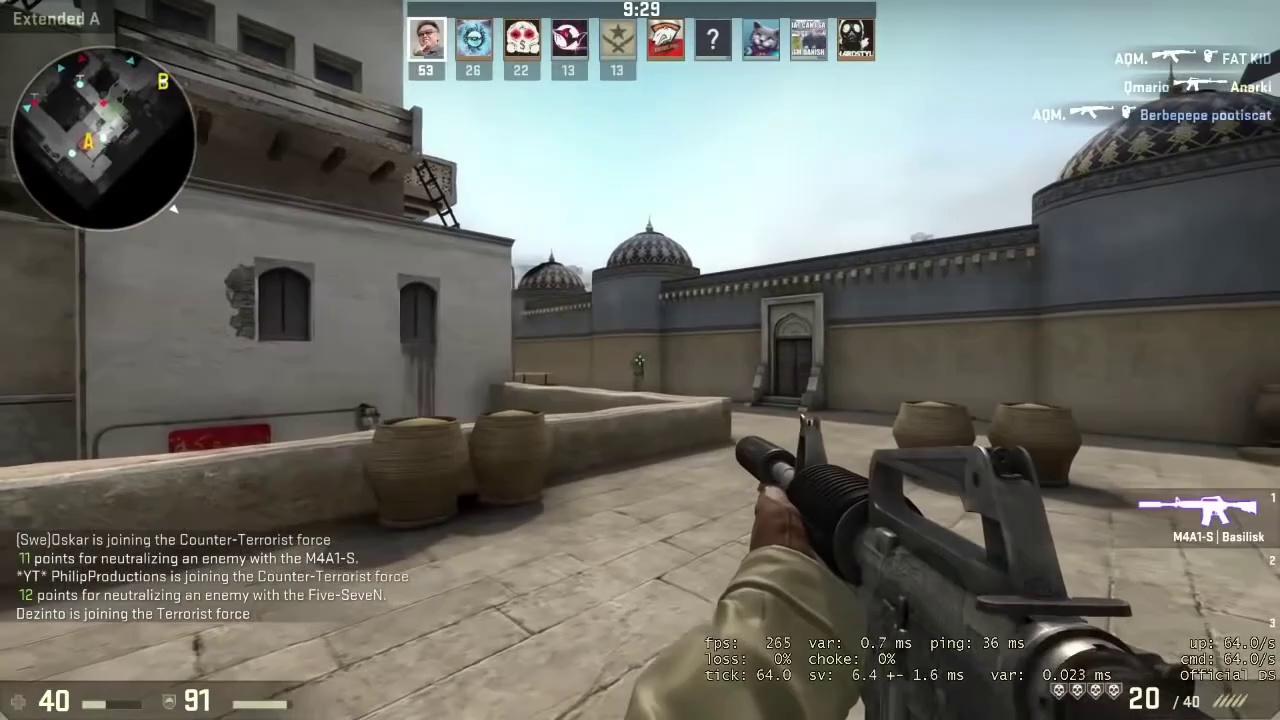 Extended A
9:29
B
A
?
53
26
22
13
13
AQM. FAT KID
Qmario Anarki
AQM. Berbepepe pootiscat
1
M4A1-S | Basilisk
2
3
[Swe]Oskar is joining the Counter-Terrorist force
11 points for neutralizing an enemy with the M4A1-S.
*YT* PhilipProductions is joining the Counter-Terrorist force
12 points for neutralizing an enemy with the Five-SeveN.
Dezinto is joining the Terrorist force
fps: 265 var: 0.7 ms ping: 36 ms up: 64.0/s
loss: 0% choke: 0% cmd: 64.0/s
tick: 64.0 sv: 6.4 +- 1.6 ms var: 0.023 ms Official DS
40 91
20 / 40